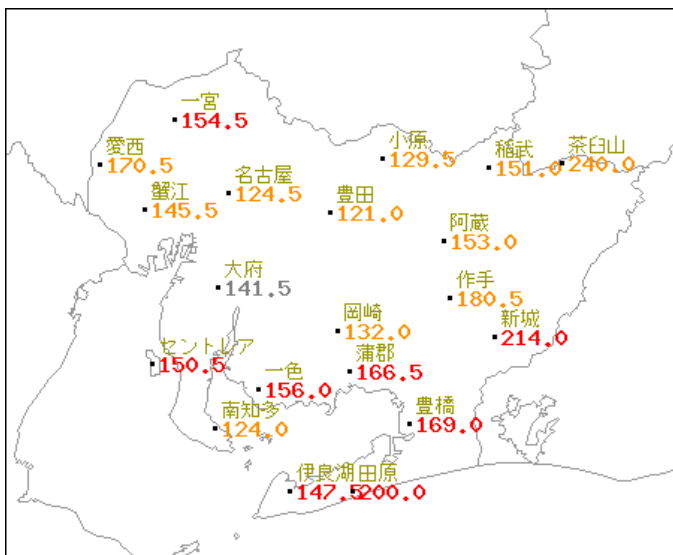 一宮
154.5
愛西
170.5
小原
129.5
稲武
151.0
茶臼山
240.0
蟹江
145.5
名古屋
124.5
豊田
121.0
阿蔵
153.0
大府
141.5
作手
180.5
岡崎
132.0
新城
214.0
セントレア
150.5
蒲郡
166.5
一色
156.0
南知多
124.0
豊橋
169.0
伊良湖
147.5
田原
200.0